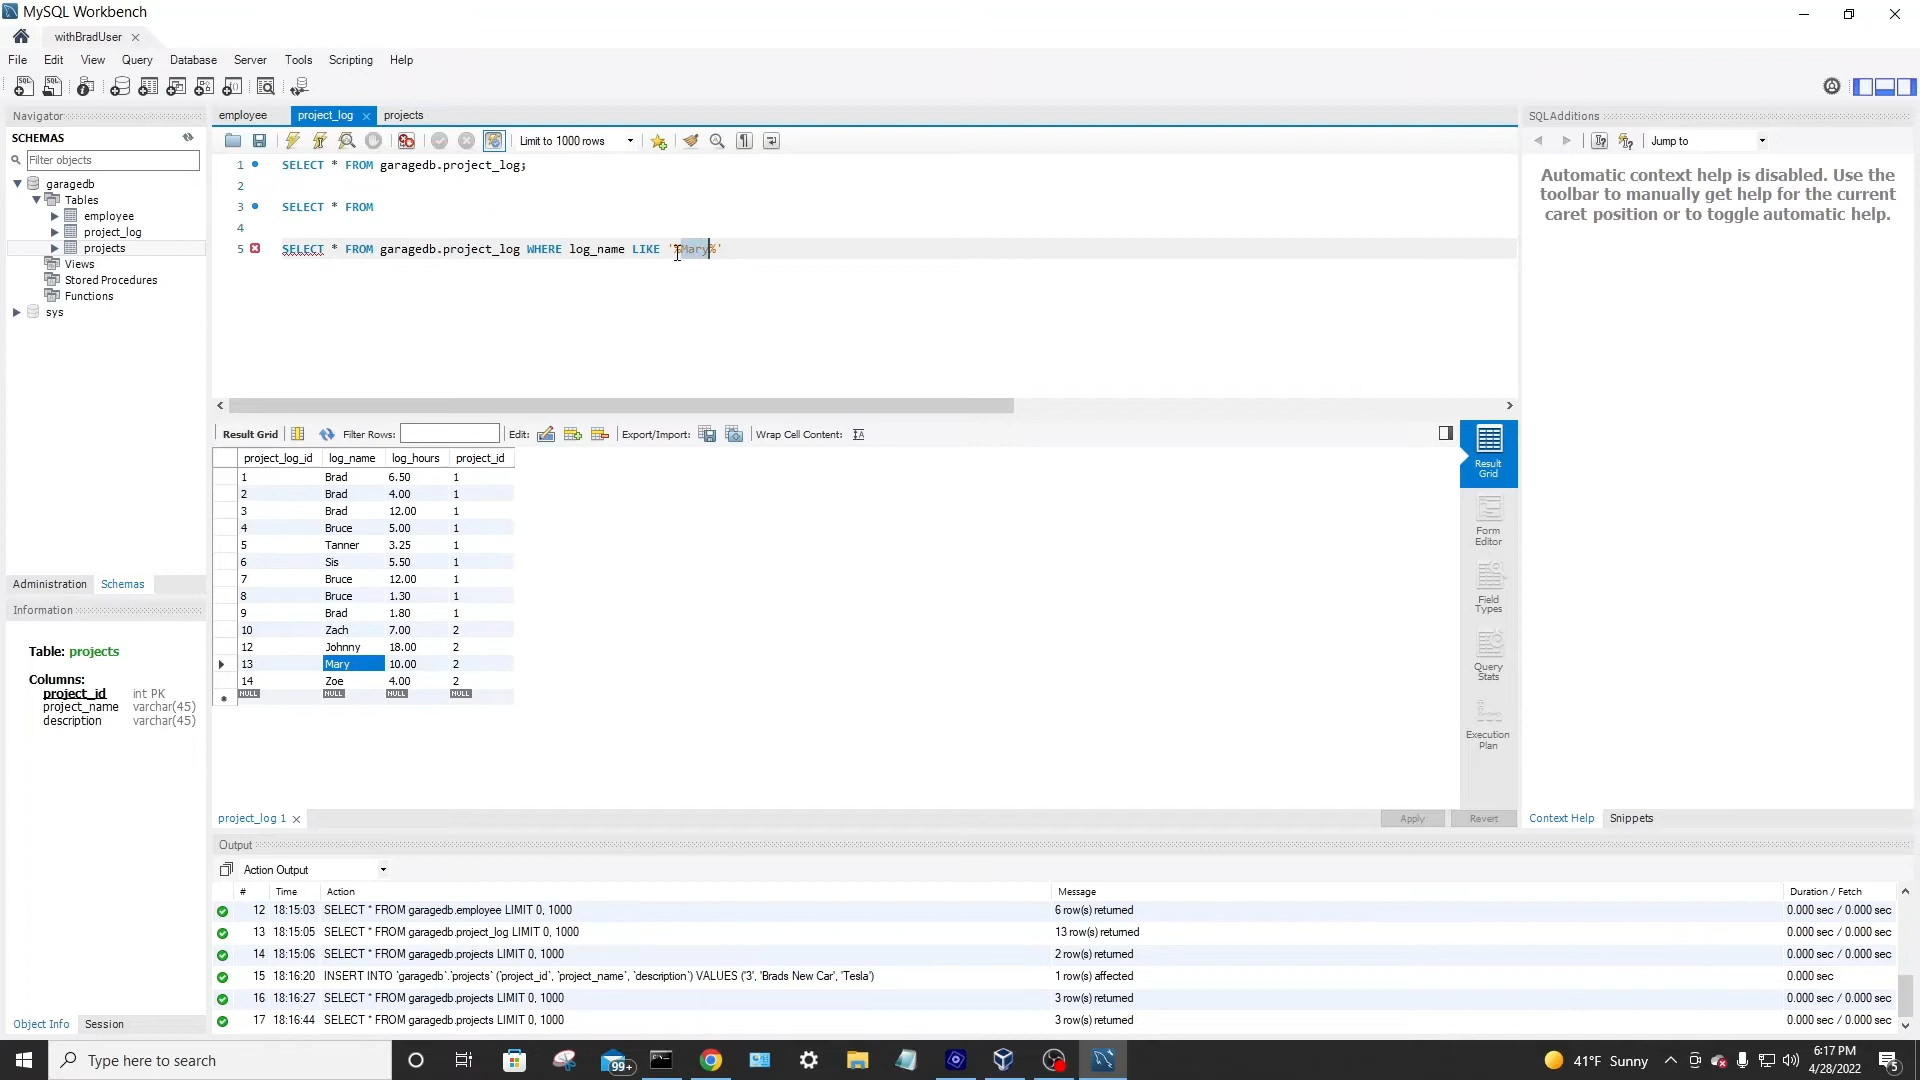 MySQL Workbench
withBradUser
File Edit View Query Database Server Tools Scripting Help
Navigator
SCHEMAS
Filter objects
garagedb
Tables
employee
project_log
projects
Views
Stored Procedures
Functions
sys
Administration Schemas
Information
Table: projects
Columns:
project_id int PK
project_name varchar(45)
description varchar(45)
Object Info Session
employee project_log projects
Limit to 1000 rows
1 SELECT * FROM garagedb.project_log;
2
3 SELECT * FROM
4
5 SELECT * FROM garagedb.project_log WHERE log_name LIKE '%Mary%'
Result Grid Filter Rows: Edit: Export/Import: Wrap Cell Content:
project_log_id log_name log_hours project_id
1 Brad 6.50 1
2 Brad 4.00 1
3 Brad 12.00 1
4 Bruce 5.00 1
5 Tanner 3.25 1
6 Sis 5.50 1
7 Bruce 12.00 1
8 Bruce 1.30 1
9 Brad 1.80 1
10 Zach 7.00 2
12 Johnny 18.00 2
13 Mary 10.00 2
14 Zoe 4.00 2
NULL NULL NULL NULL
Result
Grid
Form
Editor
Field
Types
Query
Stats
Execution
Plan
project_log 1
Apply Revert
SQLAdditions
Jump to
Automatic context help is disabled. Use the
toolbar to manually get help for the current
caret position or to toggle automatic help.
Context Help Snippets
Output
Action Output
# Time Action Message Duration / Fetch
12 18:15:03 SELECT * FROM garagedb.employee LIMIT 0, 1000 6 row(s) returned 0.000 sec / 0.000 sec
13 18:15:05 SELECT * FROM garagedb.project_log LIMIT 0, 1000 13 row(s) returned 0.000 sec / 0.000 sec
14 18:15:06 SELECT * FROM garagedb.projects LIMIT 0, 1000 2 row(s) returned 0.000 sec / 0.000 sec
15 18:16:20 INSERT INTO `garagedb`.`projects` (`project_id`, `project_name`, `description`) VALUES ('3', 'Brads New Car', 'Tesla') 1 row(s) affected 0.000 sec
16 18:16:27 SELECT * FROM garagedb.projects LIMIT 0, 1000 3 row(s) returned 0.000 sec / 0.000 sec
17 18:16:44 SELECT * FROM garagedb.projects LIMIT 0, 1000 3 row(s) returned 0.000 sec / 0.000 sec
Type here to search
99+
41°F Sunny
6:17 PM
4/28/2022
5